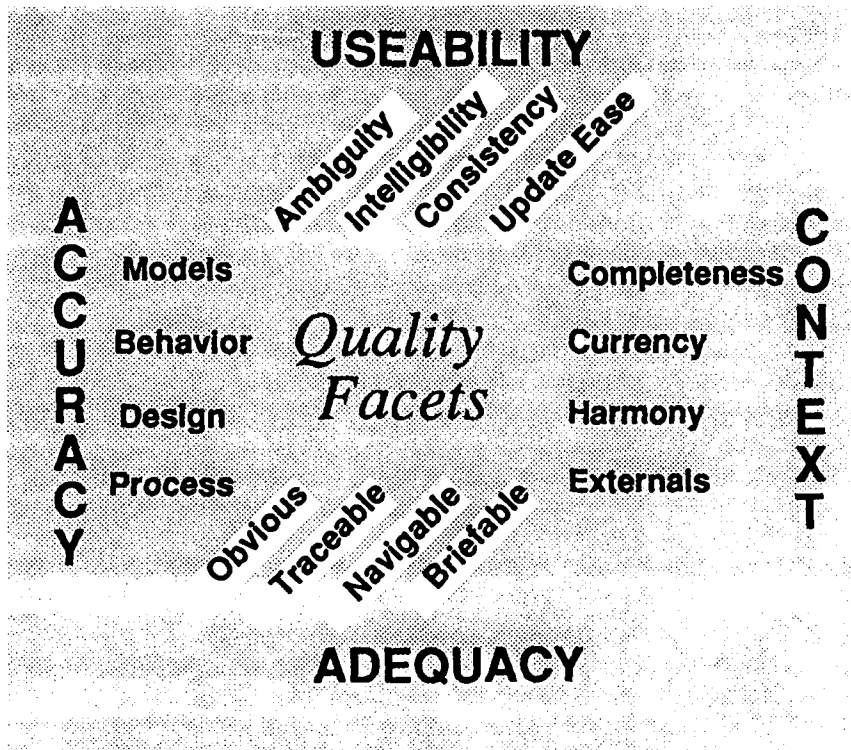 USEABILITY
Ambiguity
Intelligibility
Consistency
Update Ease
ACCURACY
Models
Behavior
Design
Process
Quality
Facets
Completeness
Currency
Harmony
Externals
CONTEXT
Obvious
Traceable
Navigable
Briefable
ADEQUACY